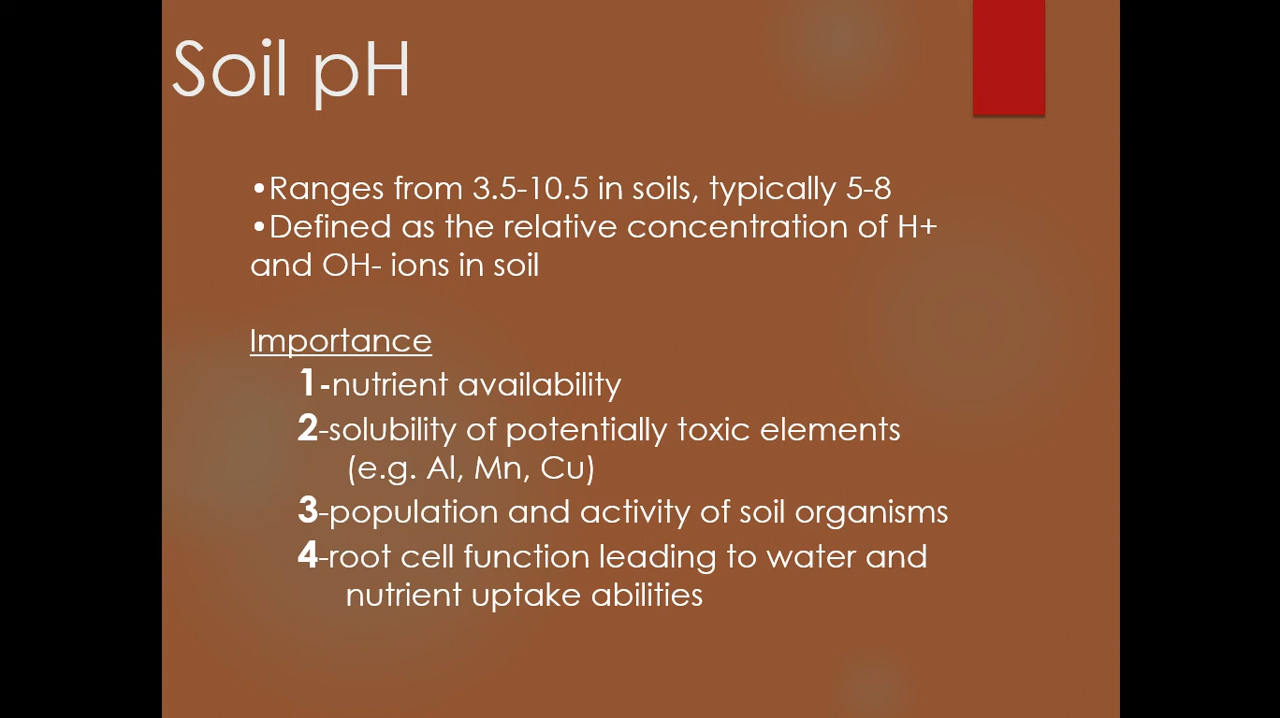 Soil pH
•Ranges from 3.5-10.5 in soils, typically 5-8
•Defined as the relative concentration of H+
and OH- ions in soil
Importance
1-nutrient availability
2-solubility of potentially toxic elements
(e.g. Al, Mn, Cu)
3-population and activity of soil organisms
4-root cell function leading to water and
nutrient uptake abilities